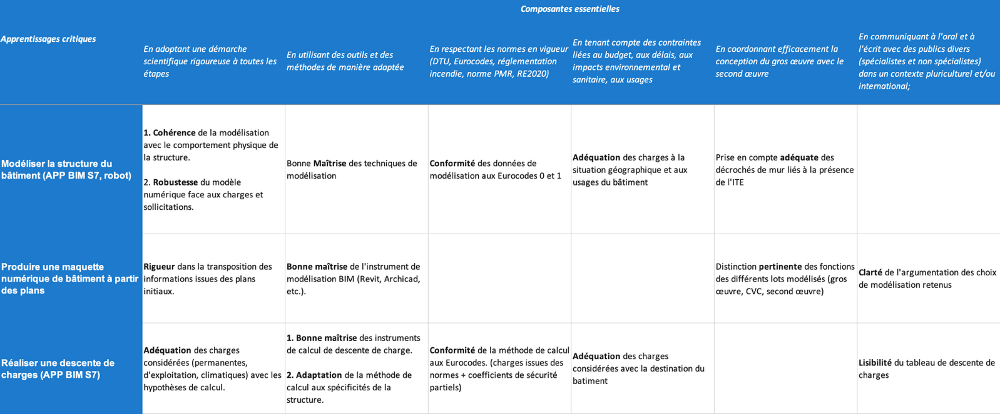 Composantes essentielles
Apprentissages critiques
En adoptant une démarche
scientifique rigoureuse à toutes les
étapes
En utilisant des outils et des
méthodes de manière adaptée
En respectant les normes en vigueur
(DTU, Eurocodes, réglementation
incendie, norme PMR, RE2020)
En tenant compte des contraintes
liées au budget, aux délais, aux
impacts environnemental et
sanitaire, aux usages
En coordonnant efficacement la
conception du gros œuvre avec le
second œuvre
En communiquant à l'oral et à
l'écrit avec des publics divers
(spécialistes et non spécialistes)
dans un contexte pluriculturel et/ou
international;
Modéliser la structure du
bâtiment (APP BIM S7, robot)
1. Cohérence de la modélisation
avec le comportement physique de
la structure.
2. Robustesse du modèle
numérique face aux charges et
sollicitations.
Bonne Maîtrise des techniques de
modélisation
Conformité des données de
modélisation aux Eurocodes 0 et 1
Adéquation des charges à la
situation géographique et aux
usages du bâtiment
Prise en compte adéquate des
décrochés de mur liés à la présence
de l'ITE
Produire une maquette
numérique de bâtiment à partir
des plans
Rigueur dans la transposition des
informations issues des plans
initiaux.
Bonne maîtrise de l'instrument de
modélisation BIM (Revit, Archicad,
etc.).
Distinction pertinente des fonctions
des différents lots modélisés (gros
œuvre, CVC, second œuvre)
Clarté de l'argumentation des choix
de modélisation retenus
Réaliser une descente de
charges (APP BIM S7)
Adéquation des charges
considérées (permanentes,
d'exploitation, climatiques) avec les
hypothèses de calcul.
1. Bonne maîtrise des instruments
de calcul de descente de charge.
2. Adaptation de la méthode de
calcul aux spécificités de la
structure.
Conformité de la méthode de calcul
aux Eurocodes. (charges issues des
normes + coefficients de sécurité
partiels)
Adéquation des charges
considérées avec la destination du
batiment
Lisibilité du tableau de descente de
charges